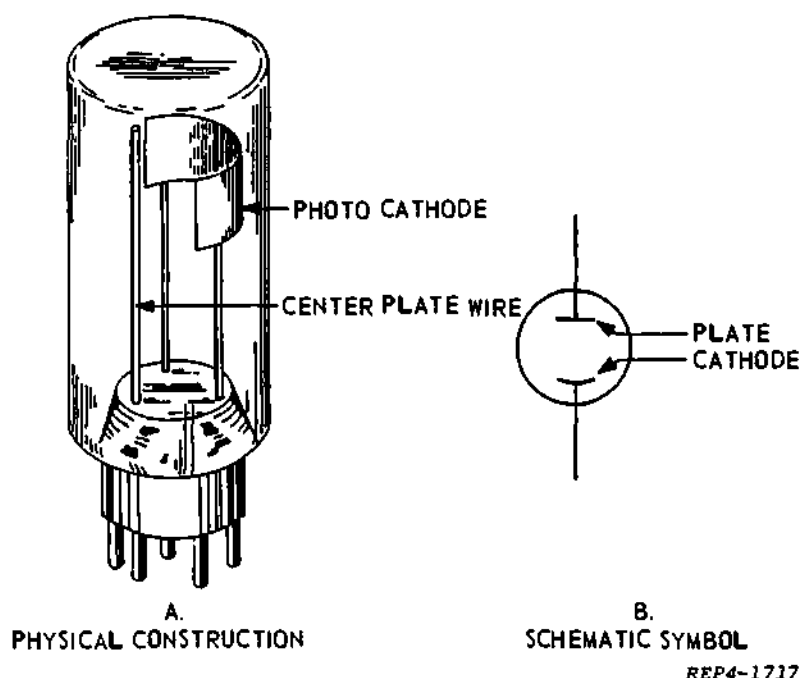 PHOTO CATHODE
CENTER PLATE WIRE
PLATE
CATHODE
A.
PHYSICAL CONSTRUCTION
B.
SCHEMATIC SYMBOL
REP4-1717